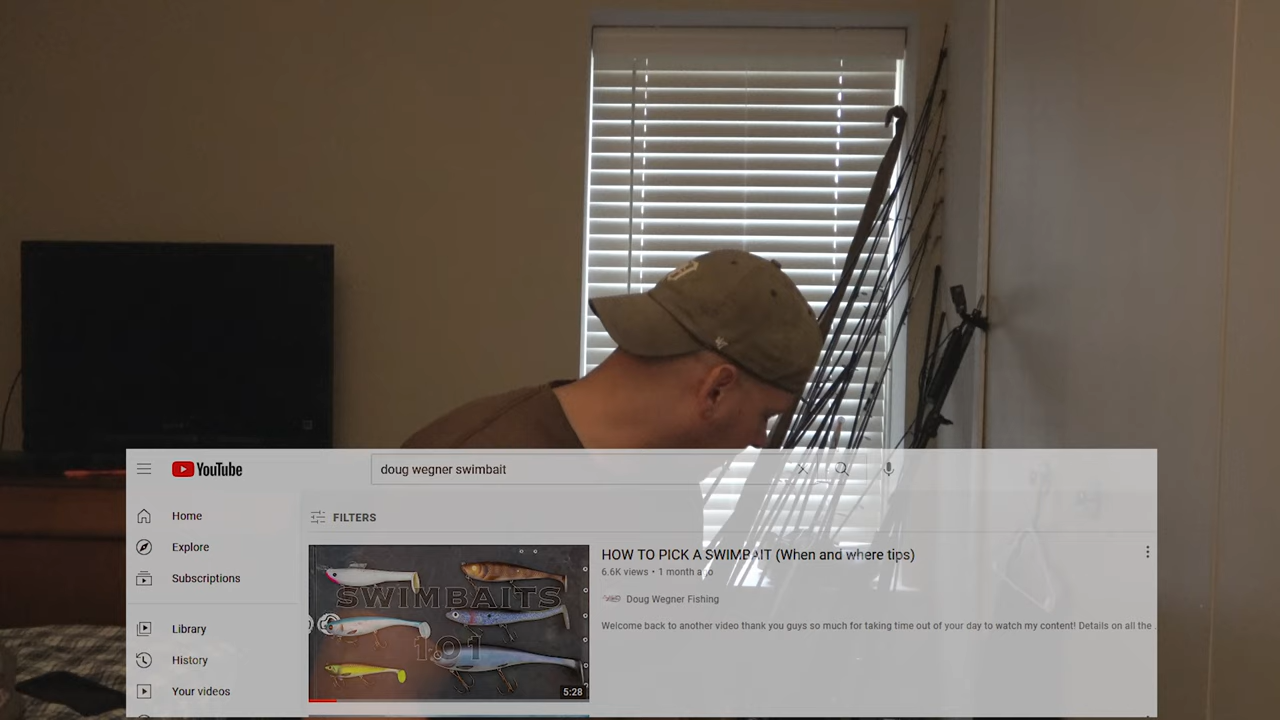 YouTube
doug wegner swimbait
Home
Explore
Subscriptions
Library
History
Your videos
FILTERS
SWIMBAITS
101
5:28
HOW TO PICK A SWIMBAIT (When and where tips)
6.6K views • 1 month ago
Doug Wegner Fishing
Welcome back to another video thank you guys so much for taking time out of your day to watch my content! Details on all the